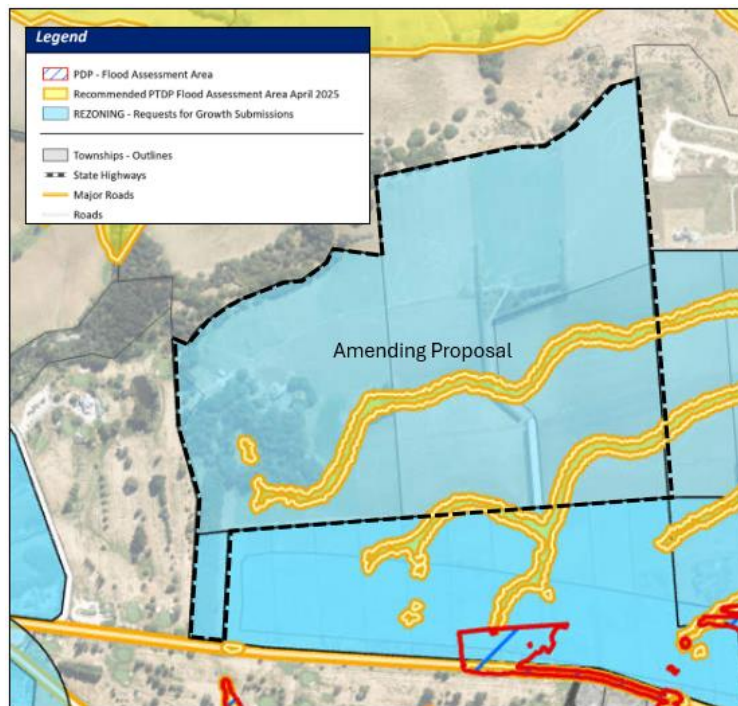 Legend
PDP - Flood Assessment Area
Recommended PTDP Flood Assessment Area April 2025
REZONING - Requests for Growth Submissions
Townships - Outlines
State Highways
Major Roads
Roads
Amending Proposal